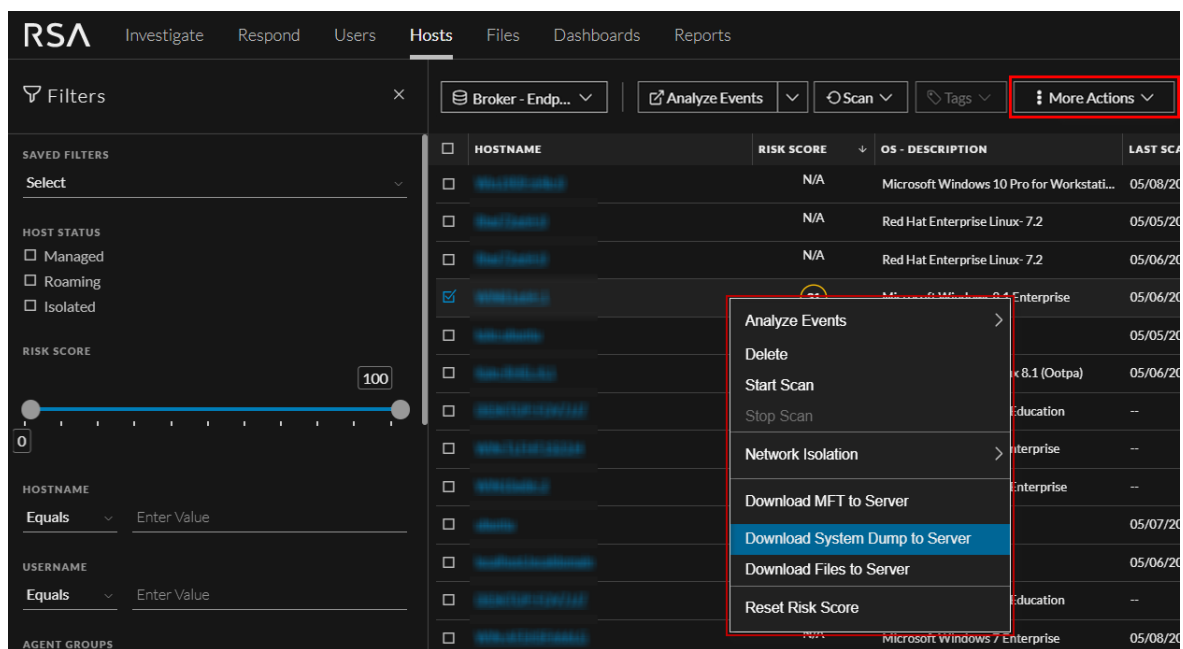 RSA Investigate Respond Users Hosts Files Dashboards Reports
Filters
Broker - Endp... Analyze Events Scan Tags More Actions
SAVED FILTERS
Select
HOST STATUS
Managed
Roaming
Isolated
RISK SCORE
100
0
HOSTNAME
Equals Enter Value
USERNAME
Equals Enter Value
AGENT GROUPS
HOSTNAME RISK SCORE OS - DESCRIPTION LAST SCA
N/A Microsoft Windows 10 Pro for Workstati... 05/08/20
N/A Red Hat Enterprise Linux- 7.2 05/05/20
N/A Red Hat Enterprise Linux- 7.2 05/06/20
Microsoft Windows 8.1 Enterprise 05/06/20
05/05/20
x 8.1 (Ootpa) 05/06/20
Education --
nterprise --
Enterprise --
05/07/20
05/06/20
Education --
N/A Microsoft Windows 7 Enterprise 05/08/20
Analyze Events
Delete
Start Scan
Stop Scan
Network Isolation
Download MFT to Server
Download System Dump to Server
Download Files to Server
Reset Risk Score